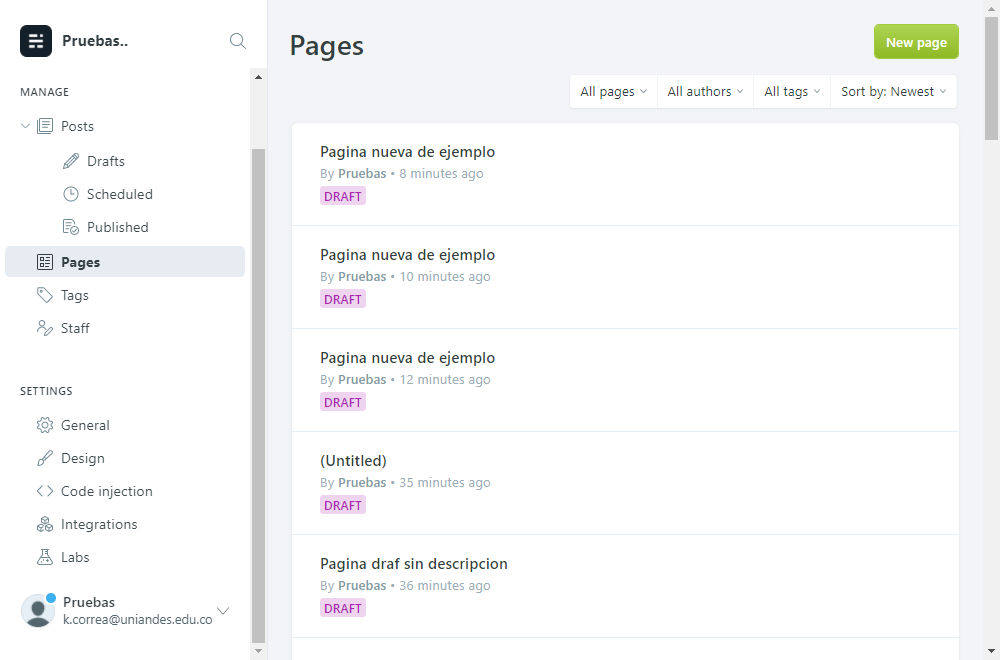 Pruebas..
MANAGE
Posts
Drafts
Scheduled
Published
Pages
Tags
Staff
SETTINGS
General
Design
Code injection
Integrations
Labs
Pruebas
k.correa@uniandes.edu.co
Pages
New page
All pages
All authors
All tags
Sort by: Newest
Pagina nueva de ejemplo
By Pruebas • 8 minutes ago
DRAFT
Pagina nueva de ejemplo
By Pruebas • 10 minutes ago
DRAFT
Pagina nueva de ejemplo
By Pruebas • 12 minutes ago
DRAFT
(Untitled)
By Pruebas • 35 minutes ago
DRAFT
Pagina draf sin descripcion
By Pruebas • 36 minutes ago
DRAFT